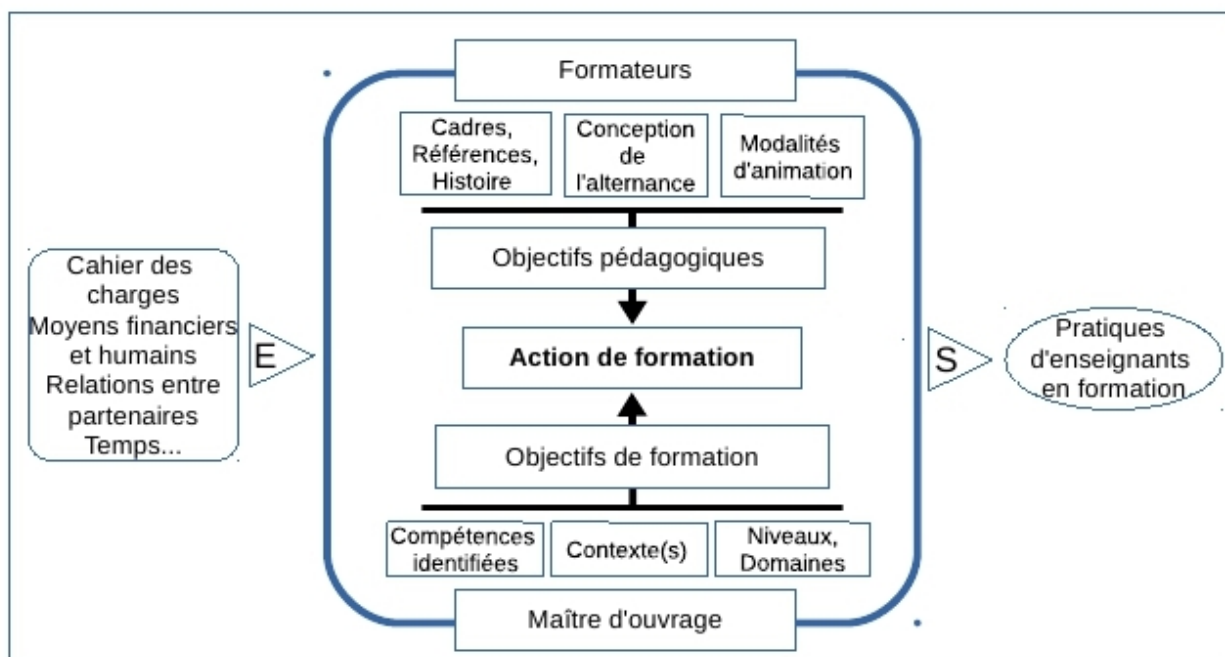 Formateurs
Cadres,
Références,
Histoire
Conception
de
l'alternance
Modalités
d'animation
Objectifs pédagogiques
Cahier des
charges
Moyens financiers
et humains
Relations entre
partenaires
Temps...
E
Action de formation
S
Pratiques
d'enseignants
en formation
Objectifs de formation
Compétences
identifiées
Contexte(s)
Niveaux,
Domaines
Maître d'ouvrage